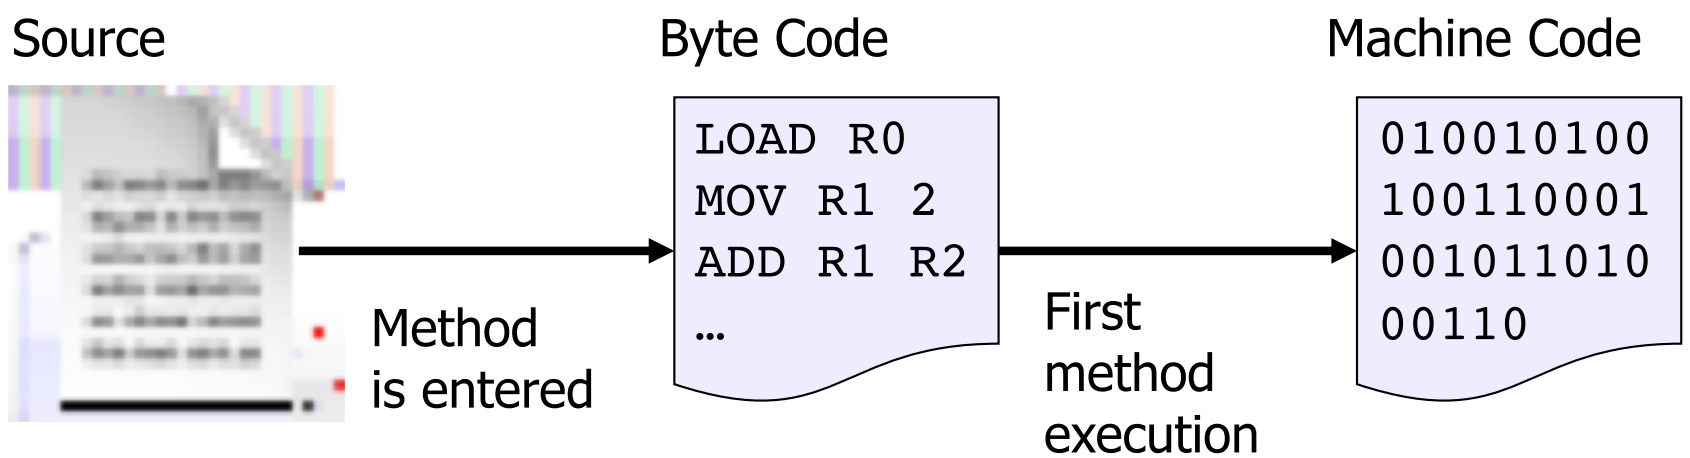 Source
Byte Code
Machine Code
LOAD R0
MOV R1 2
ADD R1 R2
…
010010100
100110001
001011010
00110
Method
is entered
First
method
execution